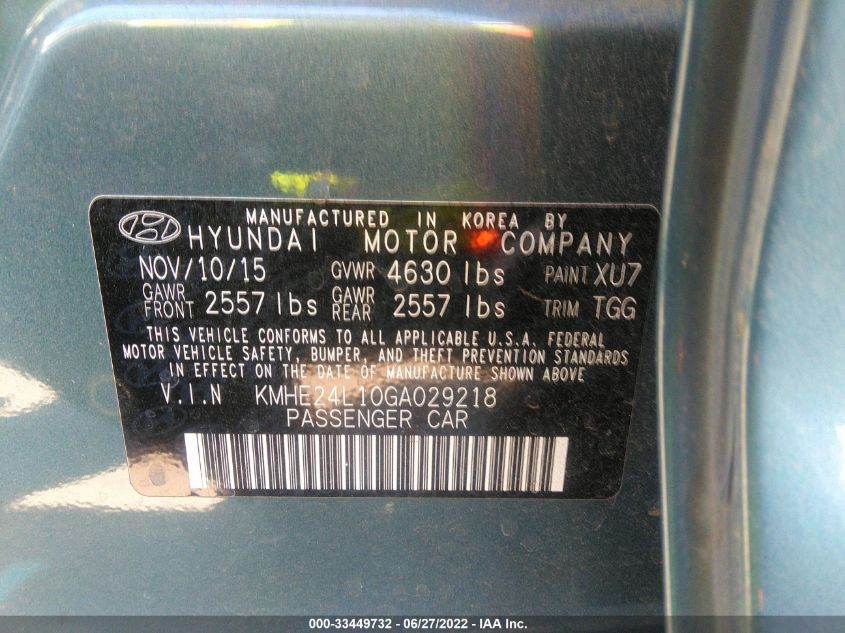 MANUFACTURED IN KOREA BY
HYUNDAI MOTOR COMPANY
NOV/10/15 GVWR 4630 lbs PAINT XU7
GAWR FRONT 2557 lbs GAWR REAR 2557 lbs TRIM TGG
THIS VEHICLE CONFORMS TO ALL APPLICABLE U.S.A. FEDERAL
MOTOR VEHICLE SAFETY, BUMPER, AND THEFT PREVENTION STANDARDS
IN EFFECT ON THE DATE OF MANUFACTURE SHOWN ABOVE
V.I.N KMHE24L10GA029218
PASSENGER CAR
000-33449732 - 06/27/2022 - IAA Inc.